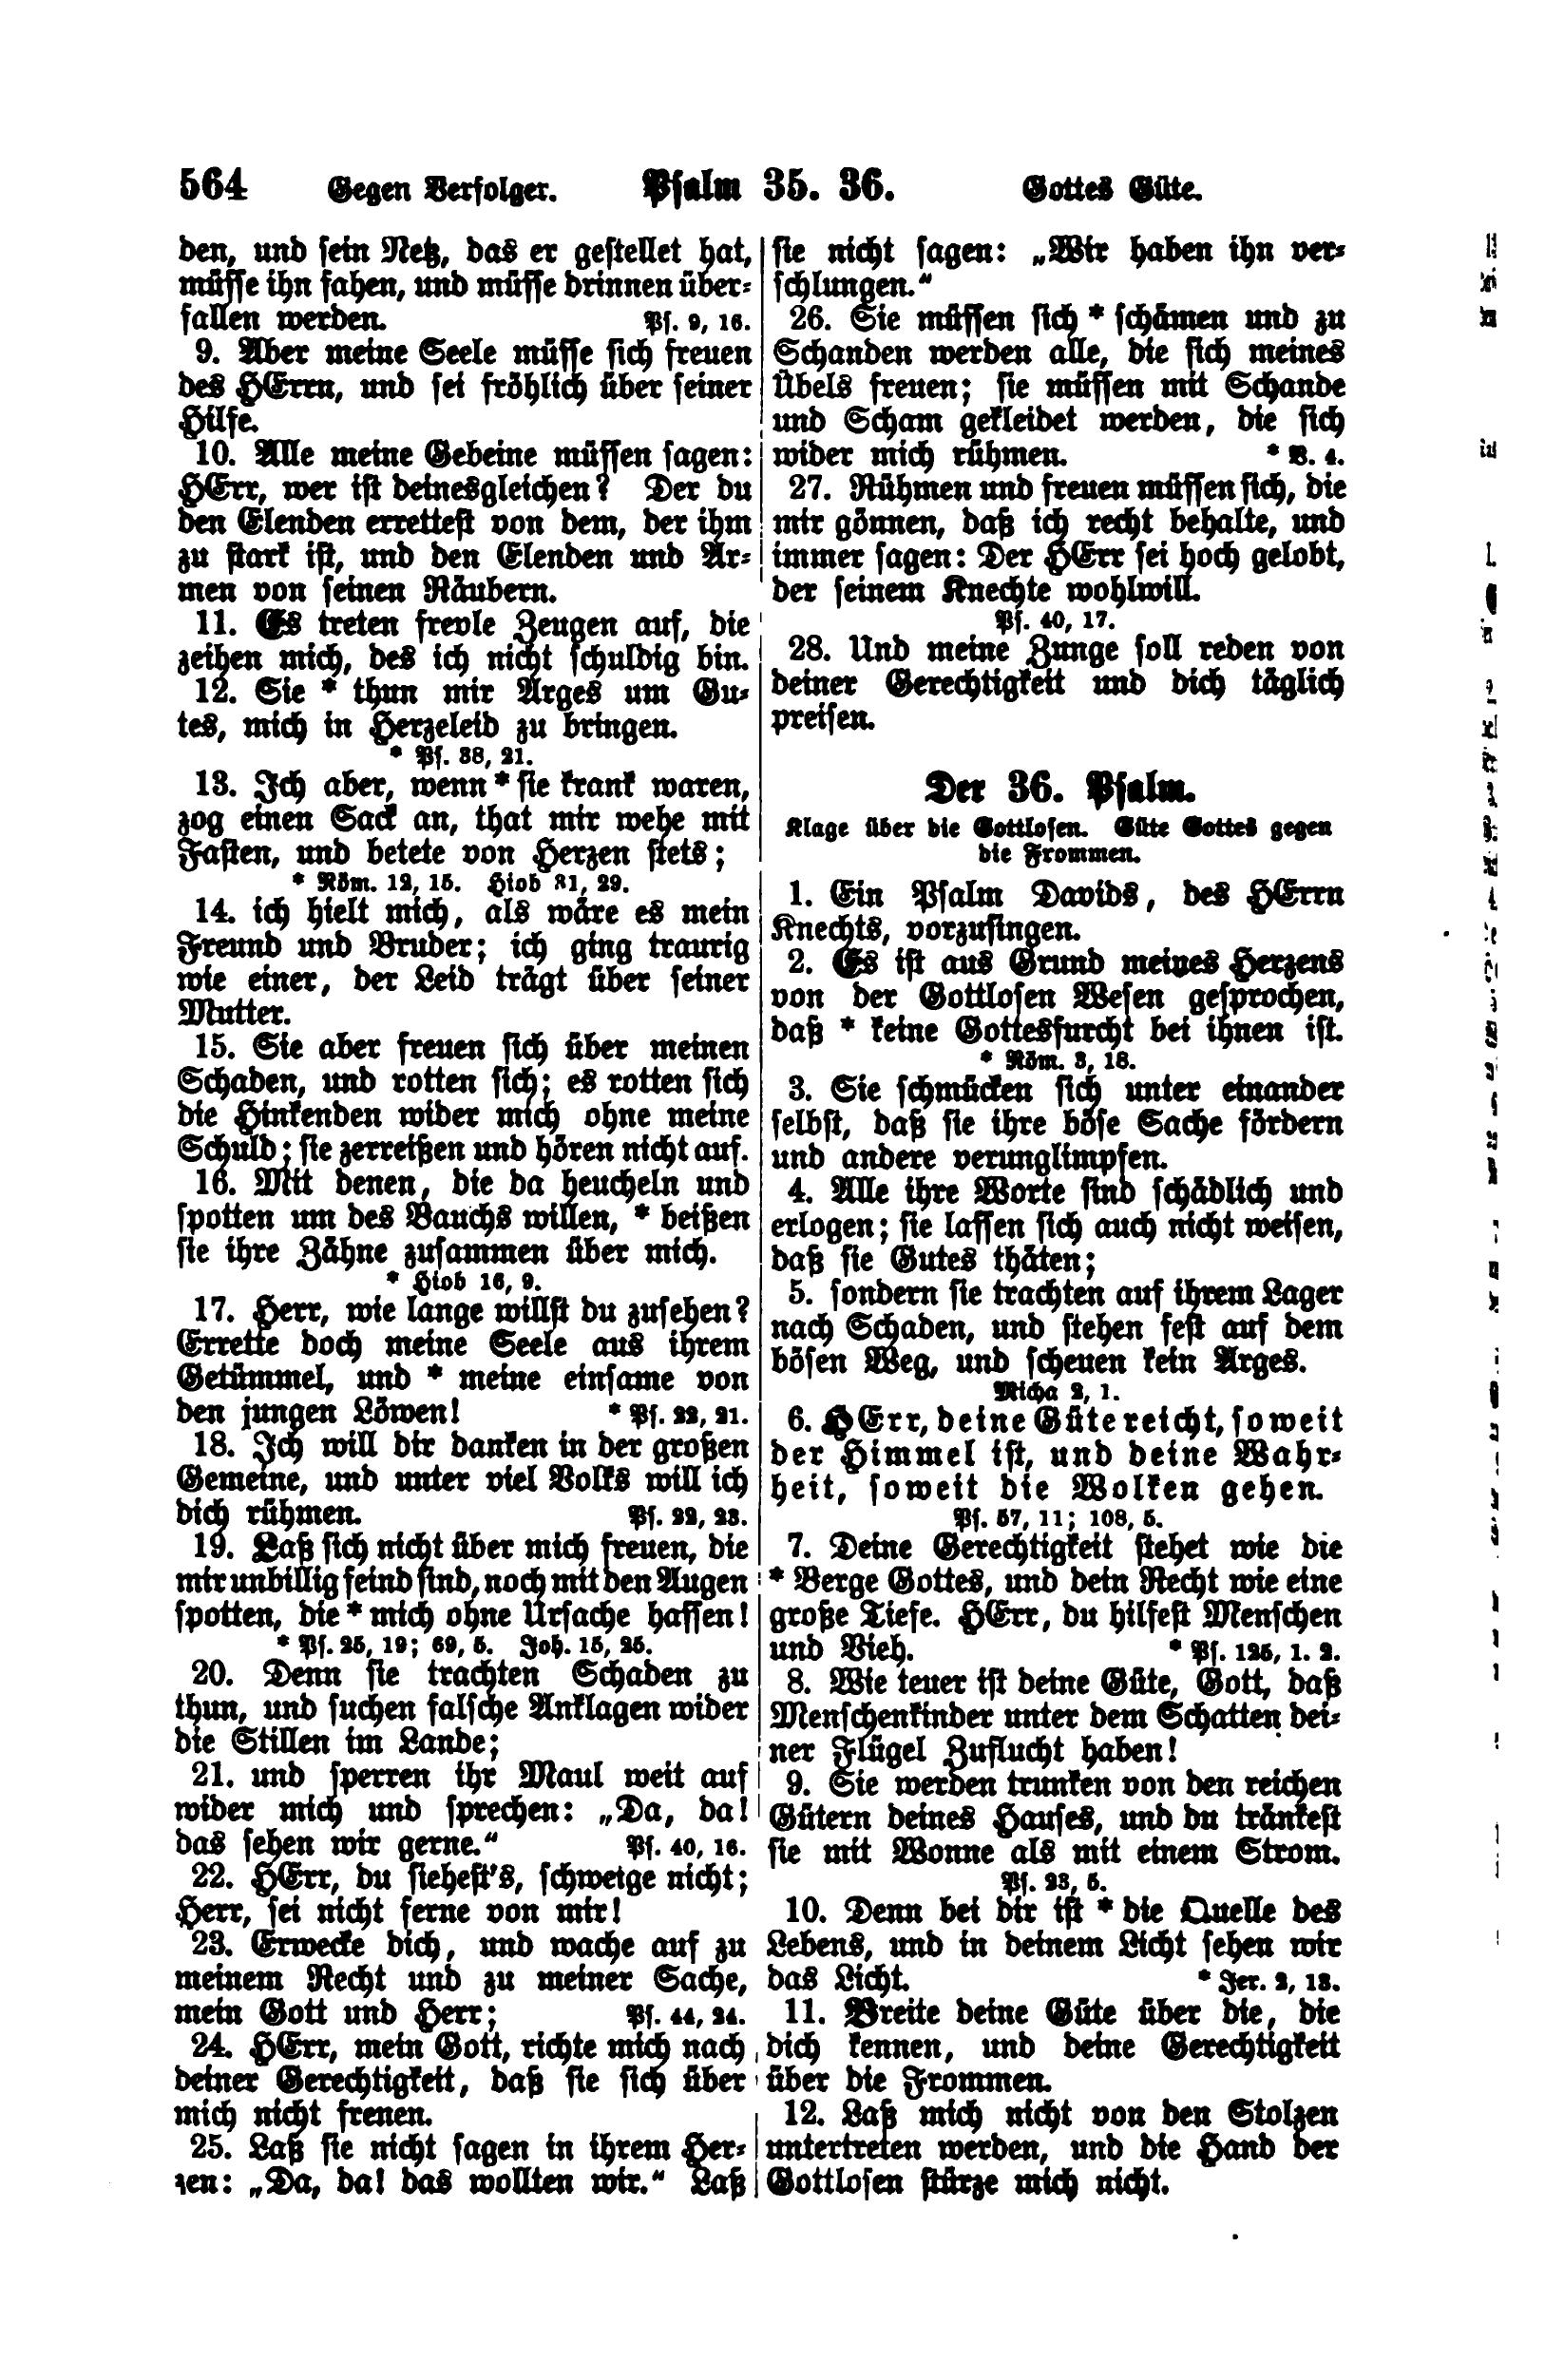 564 Gegen Verfolger. Psalm 35. 36. Gottes Güte.
den, und sein Netz, das er gestellet hat,
müsse ihn fahen, und müsse drinnen über-
fallen werden. Ps. 9, 16.
9. Aber meine Seele müsse sich freuen
des HErrn, und sei fröhlich über seiner
Hilfe.
10. Alle meine Gebeine müssen sagen:
HErr, wer ist deinesgleichen? Der du
den Elenden errettest von dem, der ihm
zu stark ist, und den Elenden und Ar-
men von seinen Räubern.
11. Es treten frevle Zeugen auf, die
zeihen mich, des ich nicht schuldig bin.
12. Sie * thun mir Arges um Gu-
tes, mich in Herzeleid zu bringen.
* Ps. 38, 21.
13. Ich aber, wenn * sie krank waren,
zog einen Sack an, that mir wehe mit
Fasten, und betete von Herzen stets;
* Röm. 12, 15. Hiob 31, 29.
14. ich hielt mich, als wäre es mein
Freund und Bruder; ich ging traurig
wie einer, der Leid trägt über seiner
Mutter.
15. Sie aber freuen sich über meinen
Schaden, und rotten sich; es rotten sich
die Hinkenden wider mich ohne meine
Schuld; sie zerreißen und hören nicht auf.
16. Mit denen, die da heucheln und
spotten um des Bauchs willen, * beißen
sie ihre Zähne zusammen über mich.
* Hiob 16, 9.
17. Herr, wie lange willst du zusehen?
Errette doch meine Seele aus ihrem
Getümmel, und * meine einsame von
den jungen Löwen! * Ps. 22, 21.
18. Ich will dir danken in der großen
Gemeine, und unter viel Volks will ich
dich rühmen. Ps. 22, 23.
19. Laß sich nicht über mich freuen, die
mir unbillig feind sind, noch mit den Augen
spotten, die * mich ohne Ursache hassen!
* Ps. 25, 19; 69, 5. Joh. 15, 25.
20. Denn sie trachten Schaden zu
thun, und suchen falsche Anklagen wider
die Stillen im Lande;
21. und sperren ihr Maul weit auf
wider mich und sprechen: „Da, da!
das sehen wir gerne.“ Ps. 40, 16.
22. HErr, du siehest's, schweige nicht;
Herr, sei nicht ferne von mir!
23. Erwecke dich, und wache auf zu
meinem Recht und zu meiner Sache,
mein Gott und Herr; Ps. 44, 24.
24. HErr, mein Gott, richte mich nach
deiner Gerechtigkeit, daß sie sich über
mich nicht freuen.
25. Laß sie nicht sagen in ihrem Her-
zen: „Da, da! das wollten wir.“ Laß
sie nicht sagen: „Wir haben ihn ver-
schlungen.“
26. Sie müssen sich * schämen und zu
Schanden werden alle, die sich meines
Übels freuen; sie müssen mit Schande
und Scham gekleidet werden, die sich
wider mich rühmen. * V. 4.
27. Rühmen und freuen müssen sich, die
mir gönnen, daß ich recht behalte, und
immer sagen: Der HErr sei hoch gelobt,
der seinem Knechte wohlwill.
Ps. 40, 17.
28. Und meine Zunge soll reden von
deiner Gerechtigkeit und dich täglich
preisen.
Der 36. Psalm.
Klage über die Gottlosen. Güte Gottes gegen
die Frommen.
1. Ein Psalm Davids, des HErrn
Knechts, vorzusingen.
2. Es ist aus Grund meines Herzens
von der Gottlosen Wesen gesprochen,
daß * keine Gottesfurcht bei ihnen ist.
* Röm. 3, 18.
3. Sie schmücken sich unter einander
selbst, daß sie ihre böse Sache fördern
und andere verunglimpfen.
4. Alle ihre Worte sind schädlich und
erlogen; sie lassen sich auch nicht weisen,
daß sie Gutes thäten;
5. sondern sie trachten auf ihrem Lager
nach Schaden, und stehen fest auf dem
bösen Weg, und scheuen kein Arges.
Micha 2, 1.
6. HErr, deine Güte reicht, soweit
der Himmel ist, und deine Wahr-
heit, soweit die Wolken gehen.
Ps. 57, 11; 108, 5.
7. Deine Gerechtigkeit stehet wie die
* Berge Gottes, und dein Recht wie eine
große Tiefe. HErr, du hilfest Menschen
und Vieh. * Ps. 125, 1. 2.
8. Wie teuer ist deine Güte, Gott, daß
Menschenkinder unter dem Schatten dei-
ner Flügel Zuflucht haben!
9. Sie werden trunken von den reichen
Gütern deines Hauses, und du tränkest
sie mit Wonne als mit einem Strom.
Ps. 23, 5.
10. Denn bei dir ist * die Quelle des
Lebens, und in deinem Licht sehen wir
das Licht. * Jer. 2, 13.
11. Breite deine Güte über die, die
dich kennen, und deine Gerechtigkeit
über die Frommen.
12. Laß mich nicht von den Stolzen
untertreten werden, und die Hand der
Gottlosen stürze mich nicht.